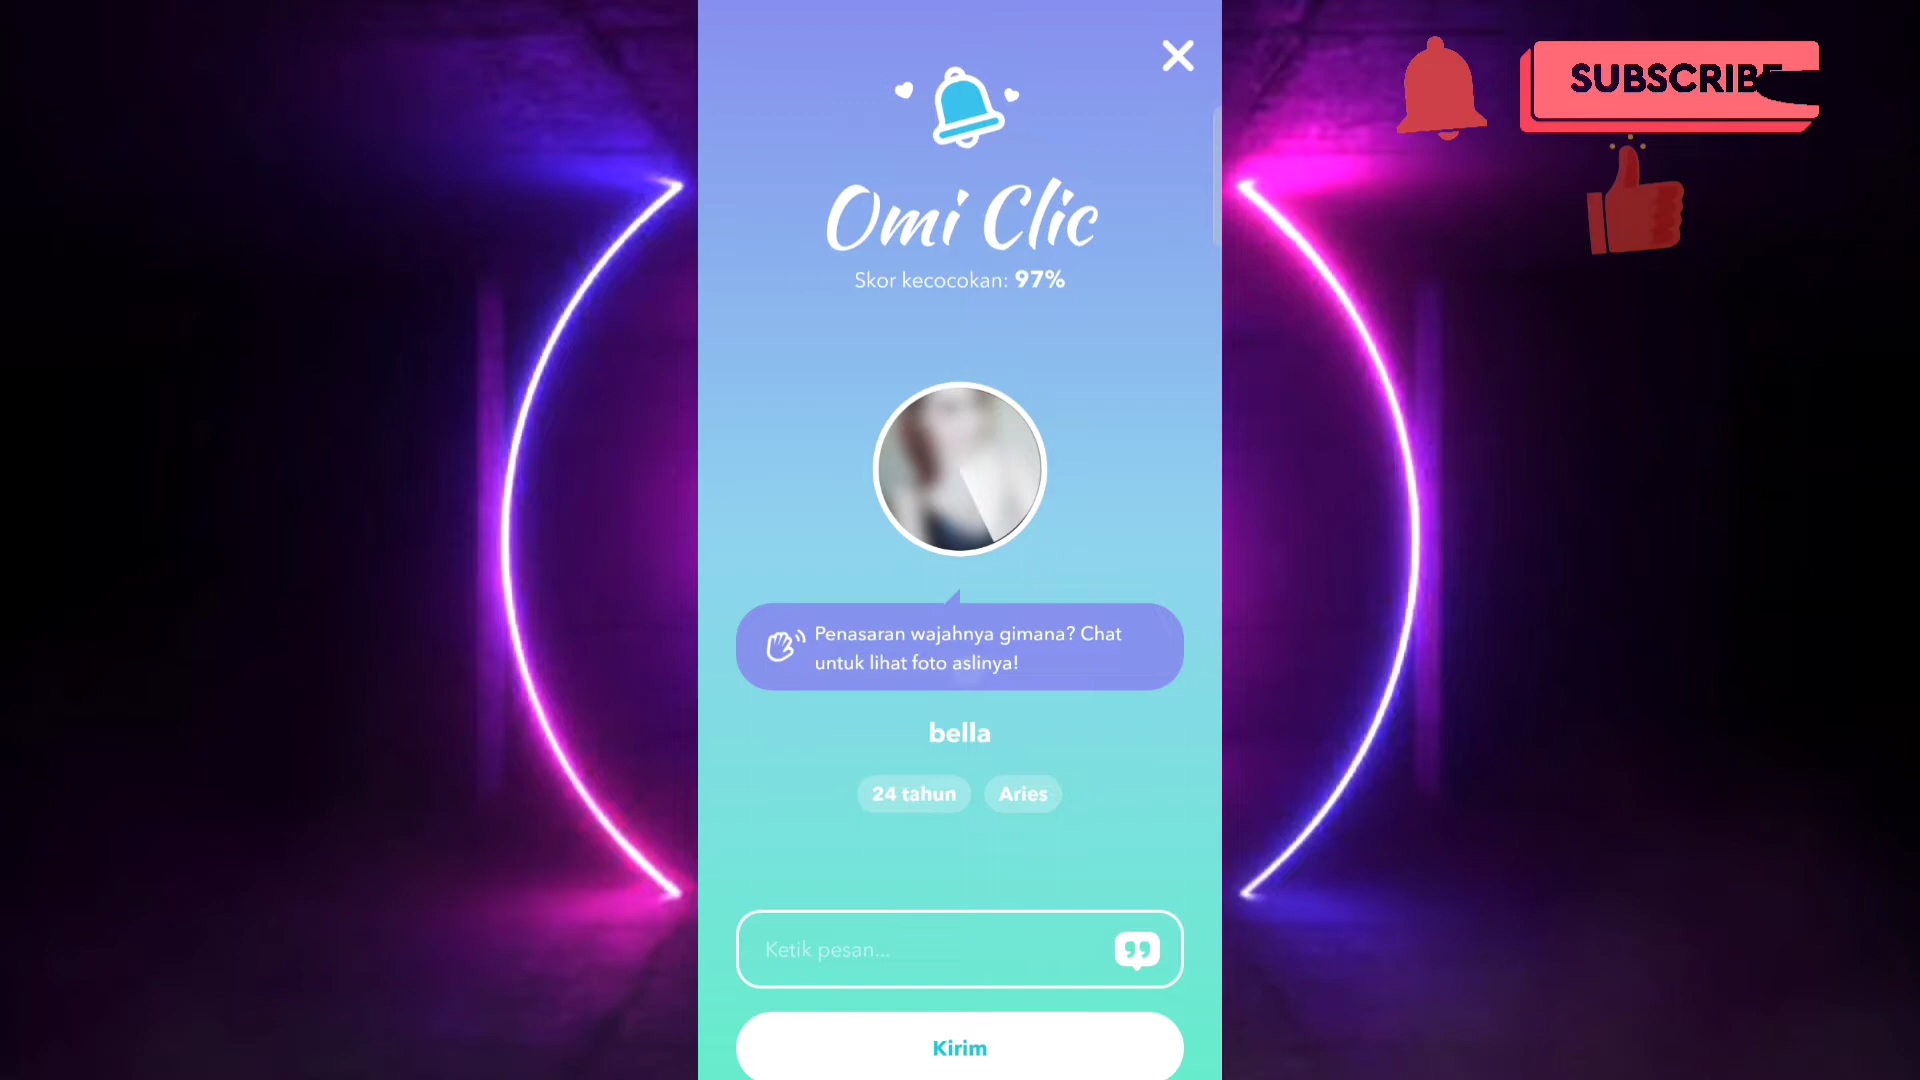 Omi Clic
Skor kecocokan: 97%
Penasaran wajahnya gimana? Chat
untuk lihat foto aslinya!
bella
24 tahun
Aries
Ketik pesan...
Kirim
SUBSCRIBE